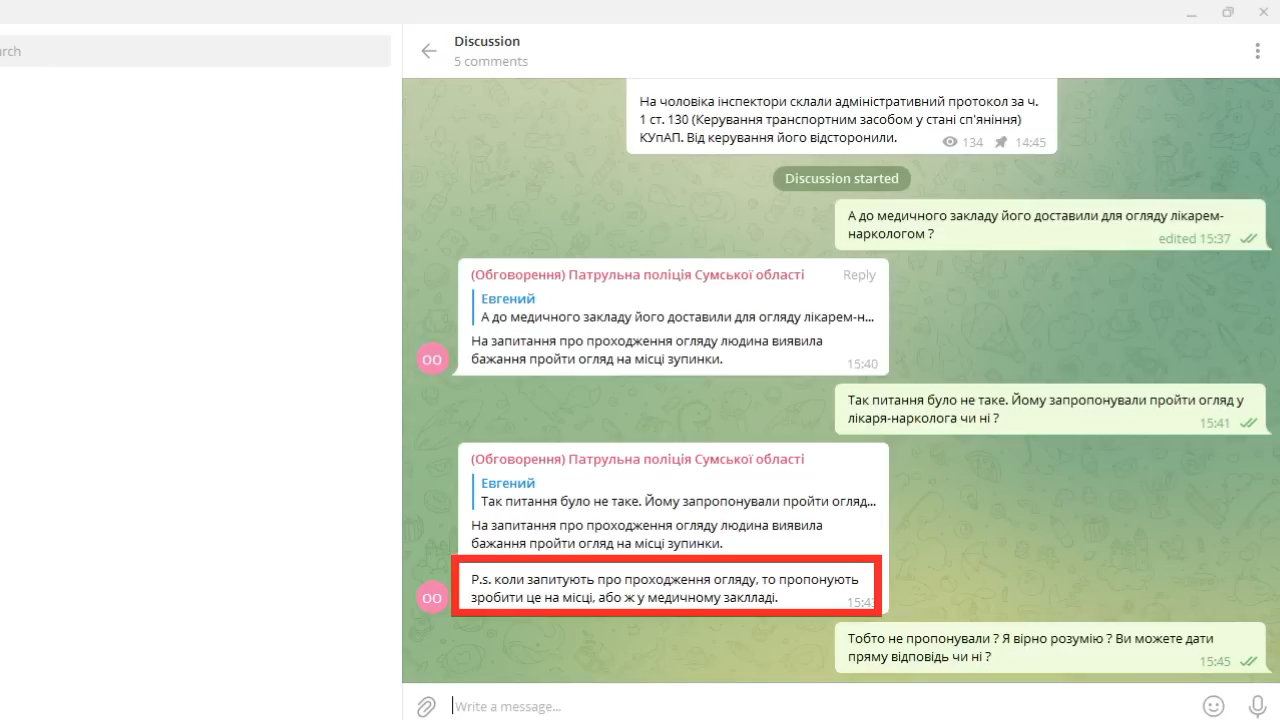 rch
Discussion
5 comments
На чоловіка інспектори склали адміністративний протокол за ч.
1 ст. 130 (Керування транспортним засобом у стані сп'яніння)
КУпАП. Від керування його відсторонили.
134 14:45
Discussion started
А до медичного закладу його доставили для огляду лікарем-
наркологом ?
edited 15:37
(Обговорення) Патрульна поліція Сумської області Reply
Евгений
А до медичного закладу його доставили для огляду лікарем-н...
На запитання про проходження огляду людина виявила
бажання пройти огляд на місці зупинки.
15:40
ОО
Так питання було не таке. Йому запропонували пройти огляд у
лікаря-нарколога чи ні ?
15:41
(Обговорення) Патрульна поліція Сумської області
Евгений
Так питання було не таке. Йому запропонували пройти огляд...
На запитання про проходження огляду людина виявила
бажання пройти огляд на місці зупинки.
P.s. коли запитують про проходження огляду, то пропонують
зробити це на місці, або ж у медичному заклладі.
ОО
Тобто не пропонували ? Я вірно розумію ? Ви можете дати
пряму відповідь чи ні ?
15:45
Write a message...